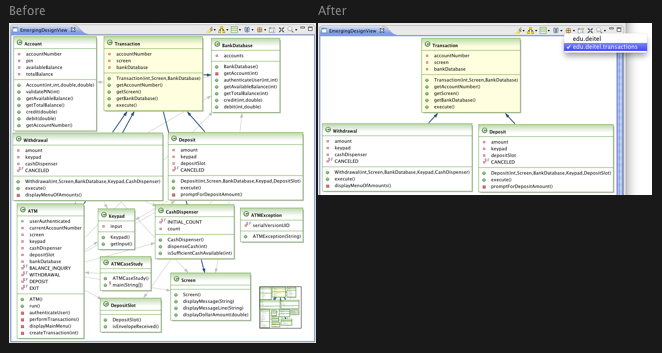 Before
EmergingDesignView
Account
accountNumber
pin
availableBalance
totalBalance
Account(int,int,double,double)
validatePIN(int)
getAvailableBalance()
getTotalBalance()
credit(double)
debit(double)
getAccountNumber()
Transaction
accountNumber
screen
bankDatabase
Transaction(int,Screen,BankDatabase)
getAccountNumber()
getScreen()
getBankDatabase()
execute()
BankDatabase
accounts
BankDatabase()
getAccount(int)
authenticateUser(int,int)
getAvailableBalance(int)
getTotalBalance(int)
credit(int,double)
debit(int,double)
Withdrawal
amount
keypad
cashDispenser
CANCELED
Withdrawal(int,Screen,BankDatabase,Keypad,CashDispenser)
execute()
displayMenuOfAmounts()
Deposit
amount
keypad
depositSlot
CANCELED
Deposit(int,Screen,BankDatabase,Keypad,DepositSlot)
execute()
promptForDepositAmount()
ATM
userAuthenticated
currentAccountNumber
screen
keypad
cashDispenser
depositSlot
bankDatabase
BALANCE_INQUIRY
WITHDRAWAL
DEPOSIT
EXIT
ATM()
run()
authenticateUser()
performTransactions()
displayMainMenu()
createTransaction(int)
Keypad
input
Keypad()
getInput()
CashDispenser
INITIAL_COUNT
count
CashDispenser()
dispenseCash(int)
isSufficientCashAvailable(int)
ATMException
serialVersionUID
ATMException(String)
ATMCaseStudy
ATMCaseStudy()
main(String[])
DepositSlot
DepositSlot()
isEnvelopeReceived()
Screen
Screen()
displayMessage(String)
displayMessageLine(String)
displayDollarAmount(double)
After
EmergingDesignView
edu.deitel
edu.deitel.transactions
Transaction
accountNumber
screen
bankDatabase
Transaction(int,Screen,BankDatabase)
getAccountNumber()
getScreen()
getBankDatabase()
execute()
Withdrawal
amount
keypad
cashDispenser
CANCELED
Withdrawal(int,Screen,BankDatabase,Keypad,CashDispenser)
execute()
displayMenuOfAmounts()
Deposit
amount
keypad
depositSlot
CANCELED
Deposit(int,Screen,BankDatabase,Keypad,DepositSlot)
execute()
promptForDepositAmount()